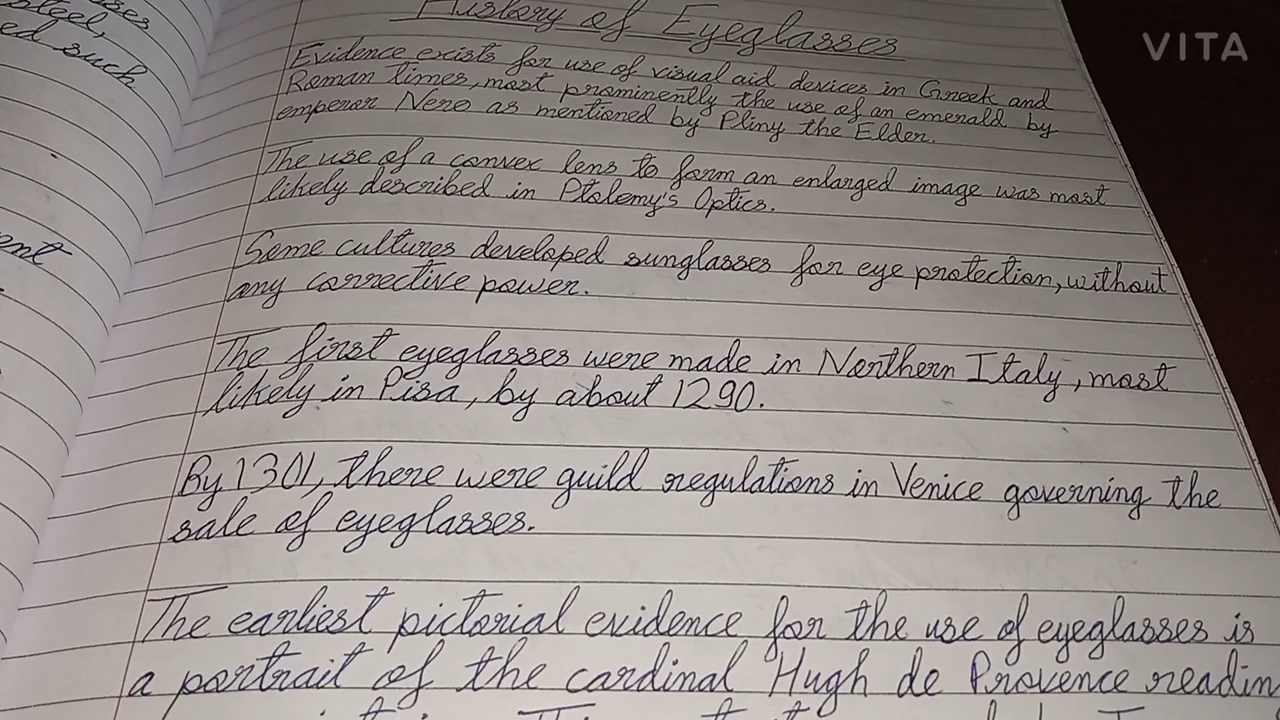 VITA
steel,
ed such
ent
History of Eyeglasses
Evidence exists for use of visual aid devices in Greek and
Roman times, most prominently the use of an emerald by
emperor Nero as mentioned by Pliny the Elder.
The use of a convex lens to form an enlarged image was most
likely described in Ptolemy's Optics.
Some cultures developed sunglasses for eye protection, without
any corrective power.
The first eyeglasses were made in Northern Italy, most
likely in Pisa, by about 1290.
By 1301, there were guild regulations in Venice governing the
sale of eyeglasses.
The earliest pictorial evidence for the use of eyeglasses is
a portrait of the cardinal Hugh de Provence readin